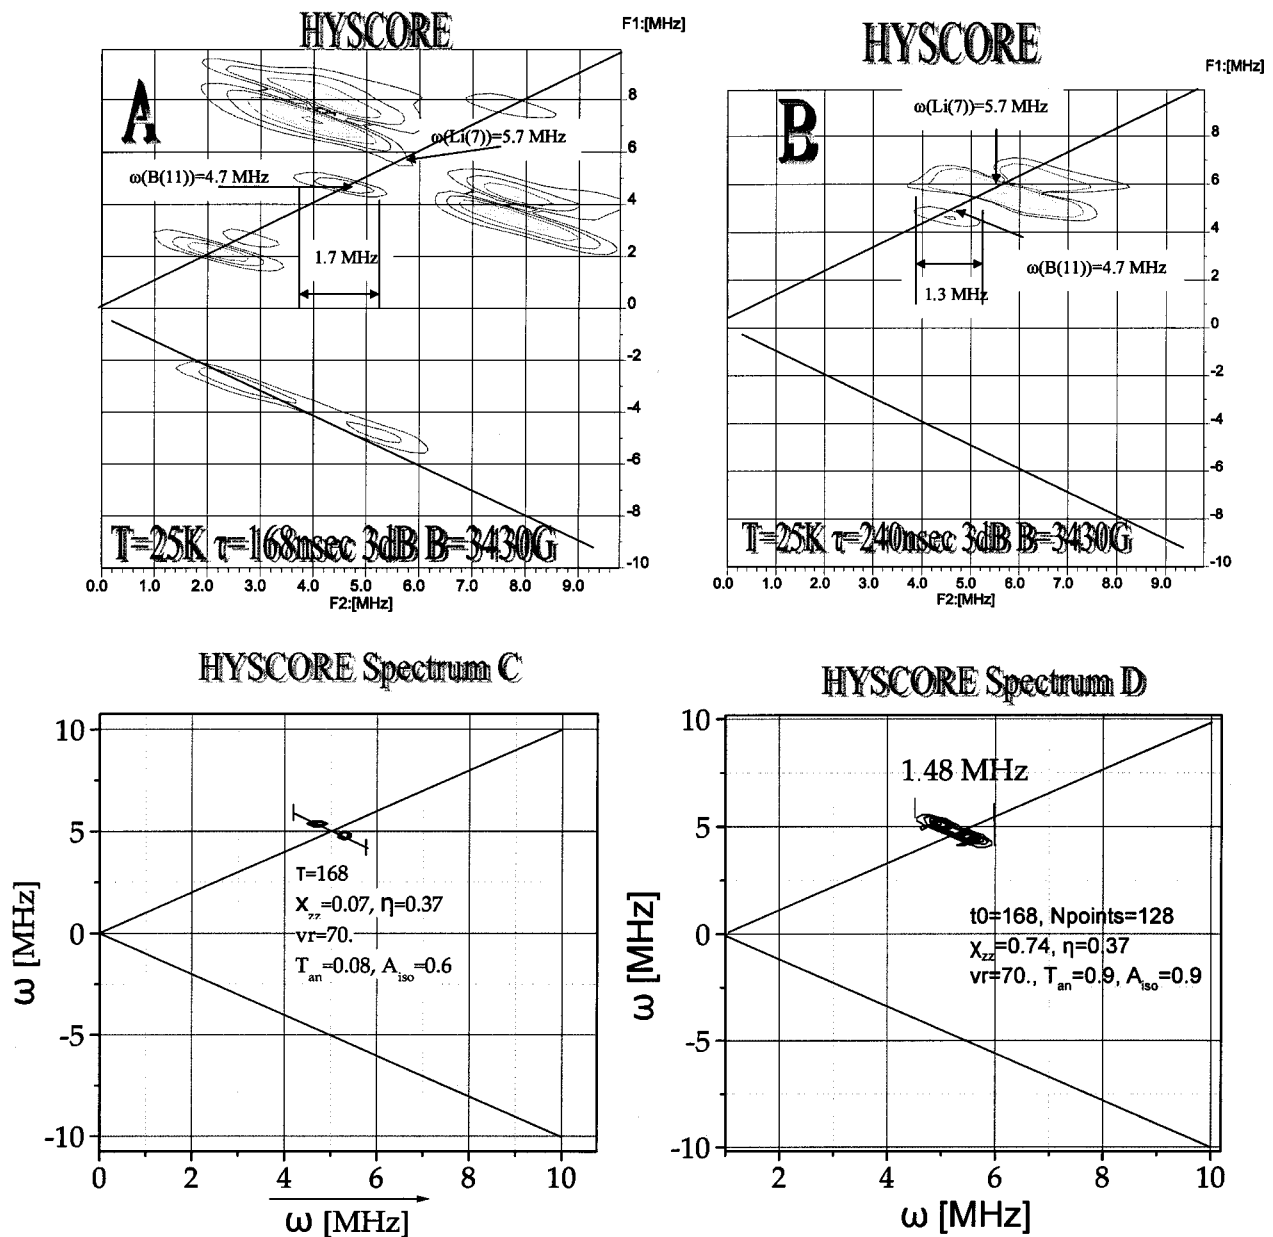 HYSCORE
F1:[MHz]
A
8
6
4
2
0
-2
-4
-6
-8
-10
ω(Li(7))=5.7 MHz
ω(B(11))=4.7 MHz
1.7 MHz
T=25K τ=168nsec 3dB B=3430G
0.0 1.0 2.0 3.0 4.0 5.0 6.0 7.0 8.0 9.0
F2:[MHz]
HYSCORE
F1:[MHz]
B
8
6
4
2
0
-2
-4
-6
-8
-10
ω(Li(7))=5.7 MHz
ω(B(11))=4.7 MHz
1.3 MHz
T=25K τ=240nsec 3dB B=3430G
0.0 1.0 2.0 3.0 4.0 5.0 6.0 7.0 8.0 9.0
F2:[MHz]
HYSCORE Spectrum C
10
5
0
-5
-10
ω [MHz]
τ=168
χzz=0.07, η=0.37
vr=70.
Tan=0.08, Aiso=0.6
0 2 4 6 8 10
ω [MHz]
HYSCORE Spectrum D
10
5
0
-5
-10
ω [MHz]
1.48 MHz
t0=168, Npoints=128
χzz=0.74, η=0.37
vr=70., Tan=0.9, Aiso=0.9
2 4 6 8 10
ω [MHz]